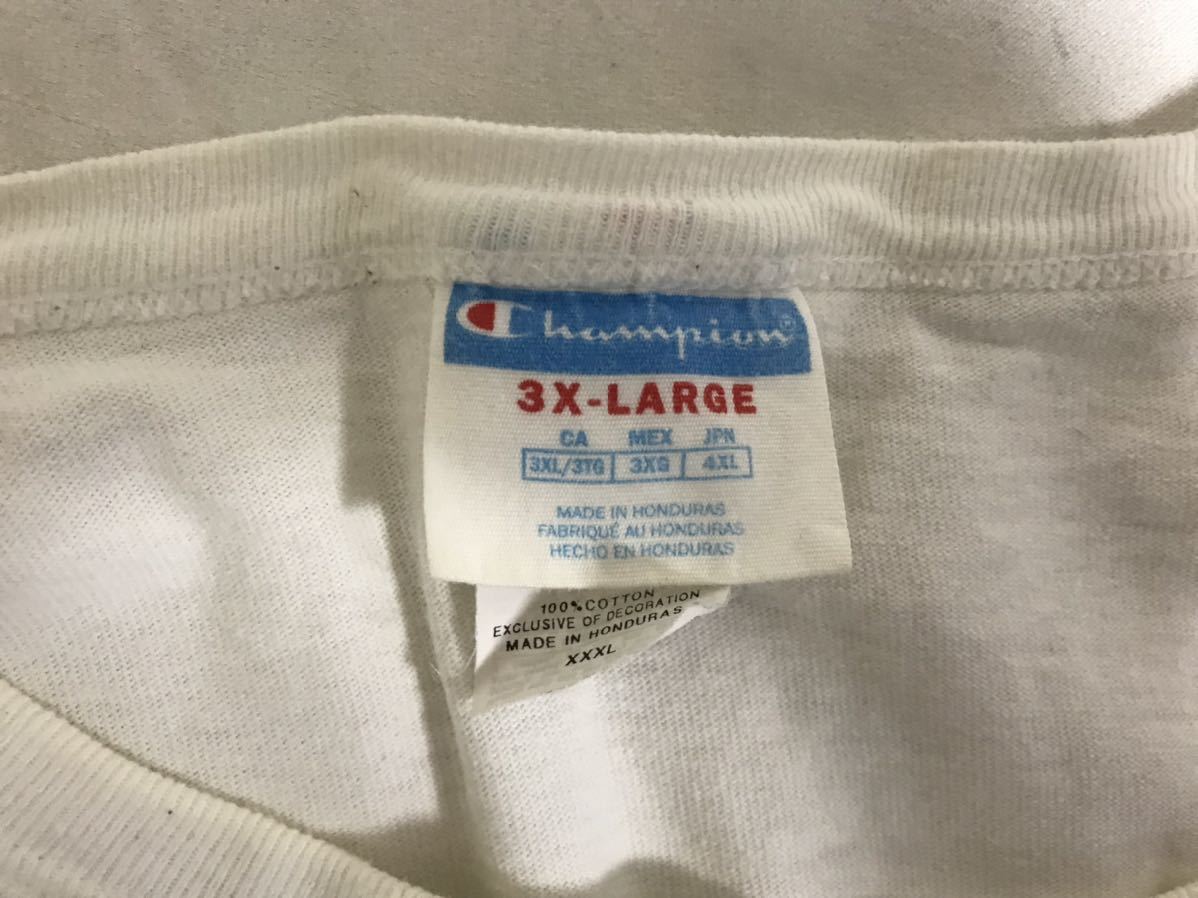 Champion®
3X-LARGE
CA MEX JPN
3XL/3TG 3XG 4XL
MADE IN HONDURAS
FABRIQUÉ AU HONDURAS
HECHO EN HONDURAS
100%COTTON
EXCLUSIVE OF DECORATION
MADE IN HONDURAS
XXXL